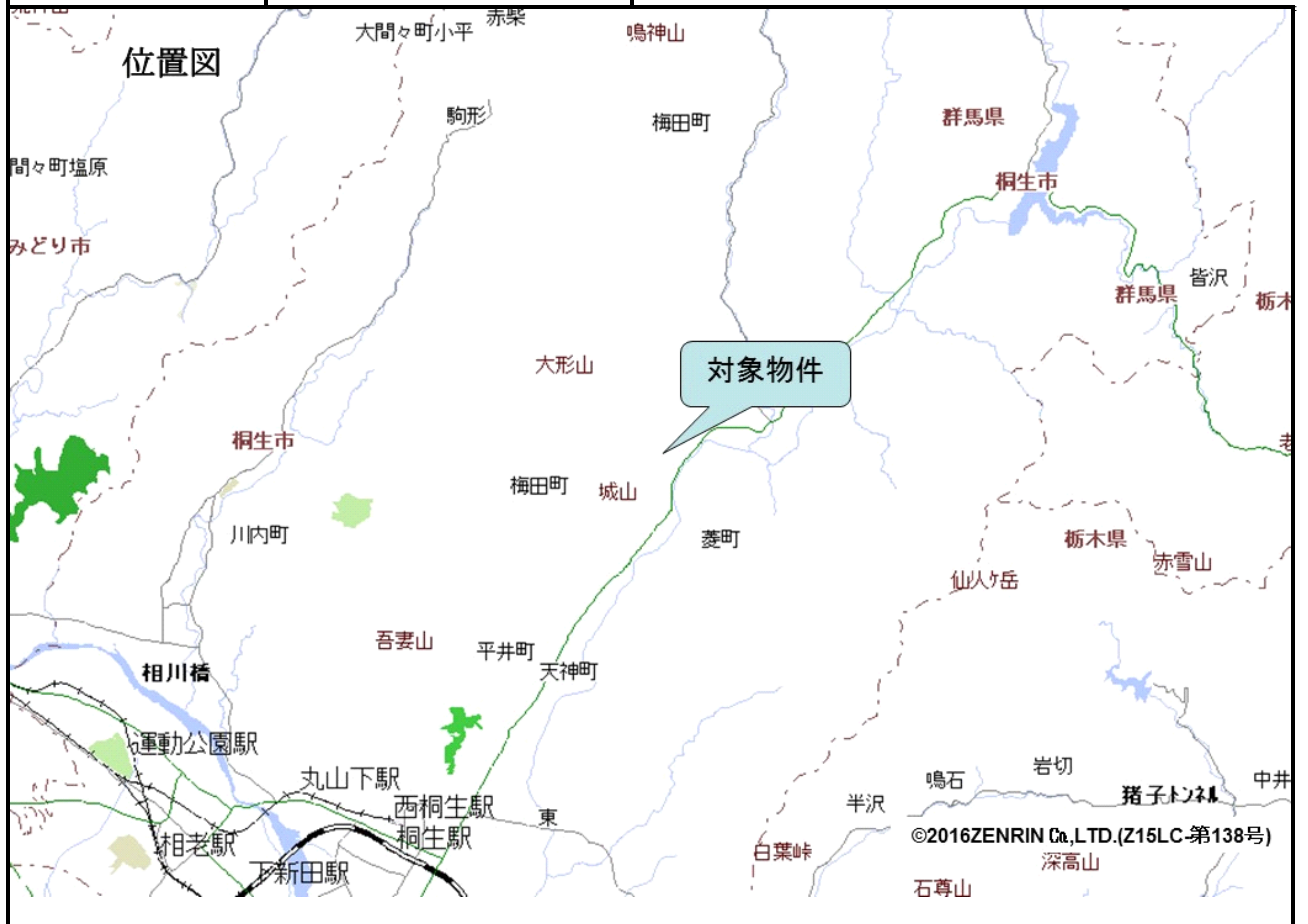 大間々町小平
赤柴
鳴神山
位置図
駒形
梅田町
群馬県
間々町塩原
桐生市
みどり市
皆沢
群馬県
栃木
大形山
対象物件
桐生市
梅田町
城山
川内町
菱町
栃木県
赤雪山
仙人ヶ岳
吾妻山
平井町
天神町
相川橋
運動公園駅
丸山下駅
西桐生駅
桐生駅
相老駅
下新田駅
東
半沢
鳴石
岩切
猪子トンネル
中井
©2016ZENRIN Co,LTD.(Z15LC-第138号)
白葉峠
深高山
石尊山